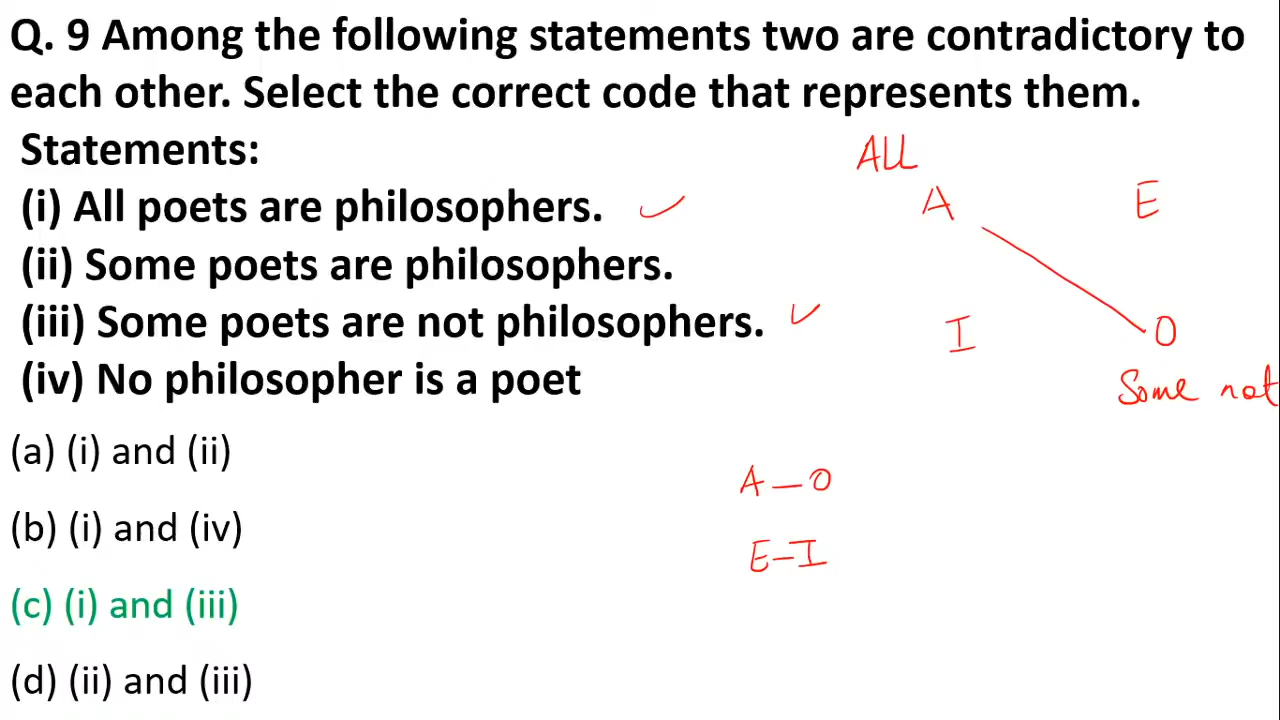 Q. 9 Among the following statements two are contradictory to
each other. Select the correct code that represents them.
Statements:
(i) All poets are philosophers.
(ii) Some poets are philosophers.
(iii) Some poets are not philosophers.
(iv) No philosopher is a poet
(a) (i) and (ii)
(b) (i) and (iv)
(c) (i) and (iii)
(d) (ii) and (iii)
ALL
A E
I O
Some not
A – O
E – I